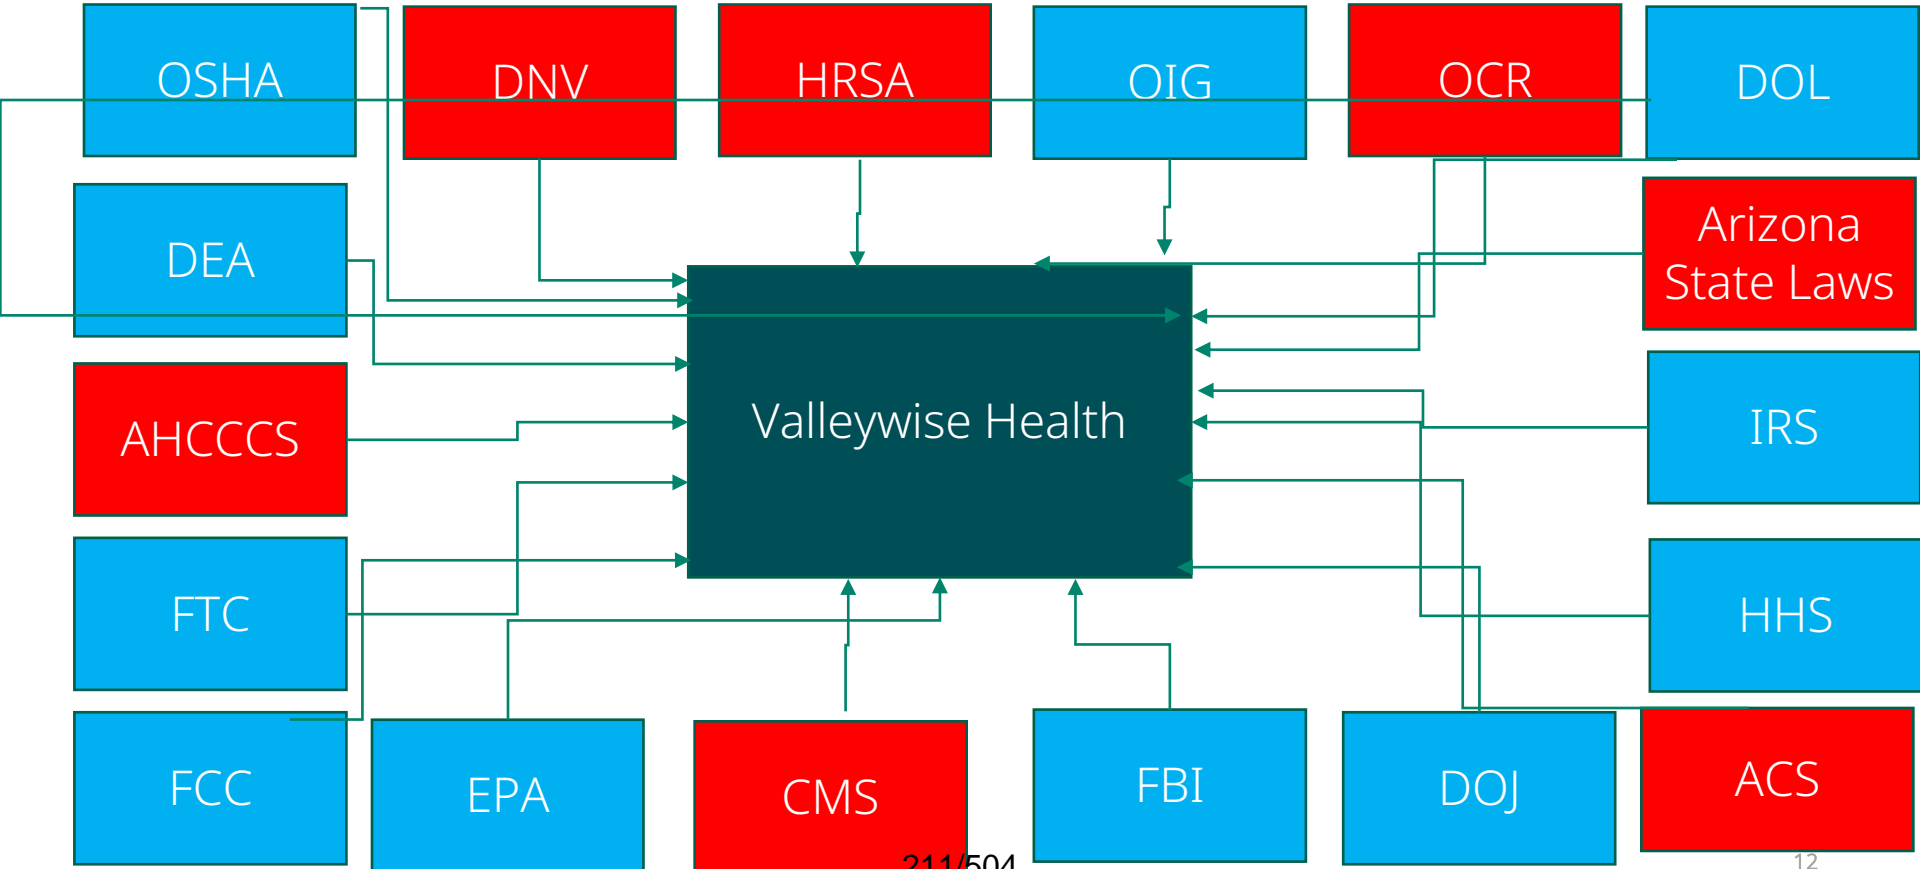 OSHA
DNV
HRSA
OIG
OCR
DOL
DEA
Arizona
State Laws
AHCCCS
Valleywise Health
IRS
FTC
HHS
FCC
EPA
CMS
FBI
DOJ
ACS
211/504
12